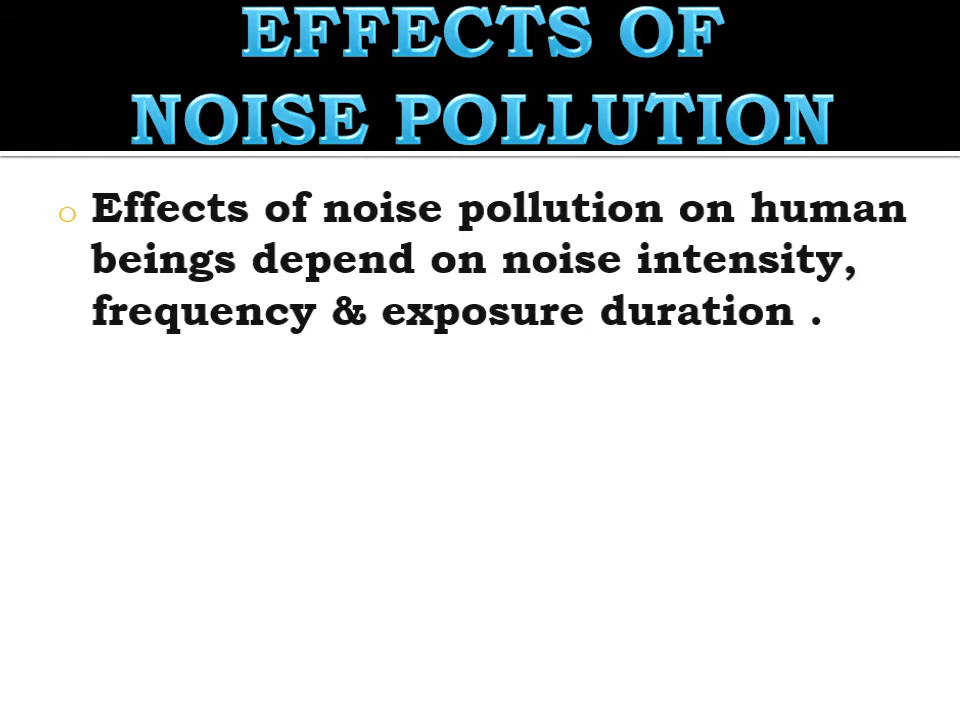 EFFECTS OF
NOISE POLLUTION
o Effects of noise pollution on human
beings depend on noise intensity,
frequency & exposure duration .